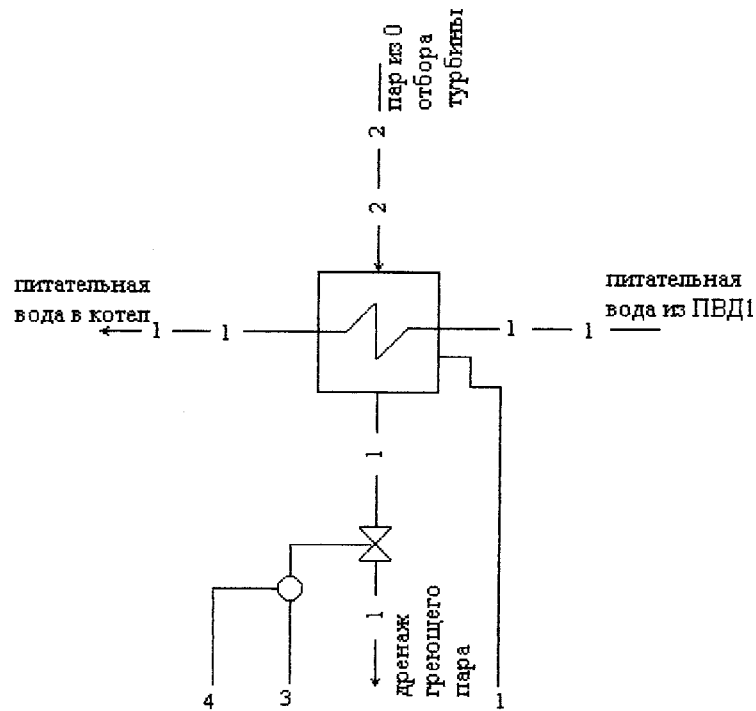 пар из 0
отбора
турбины
2
2
питательная
вода в котел
питательная
вода из ПВД1
1
1
1
1
1
1
дренаж
греющего
пара
4
3
1